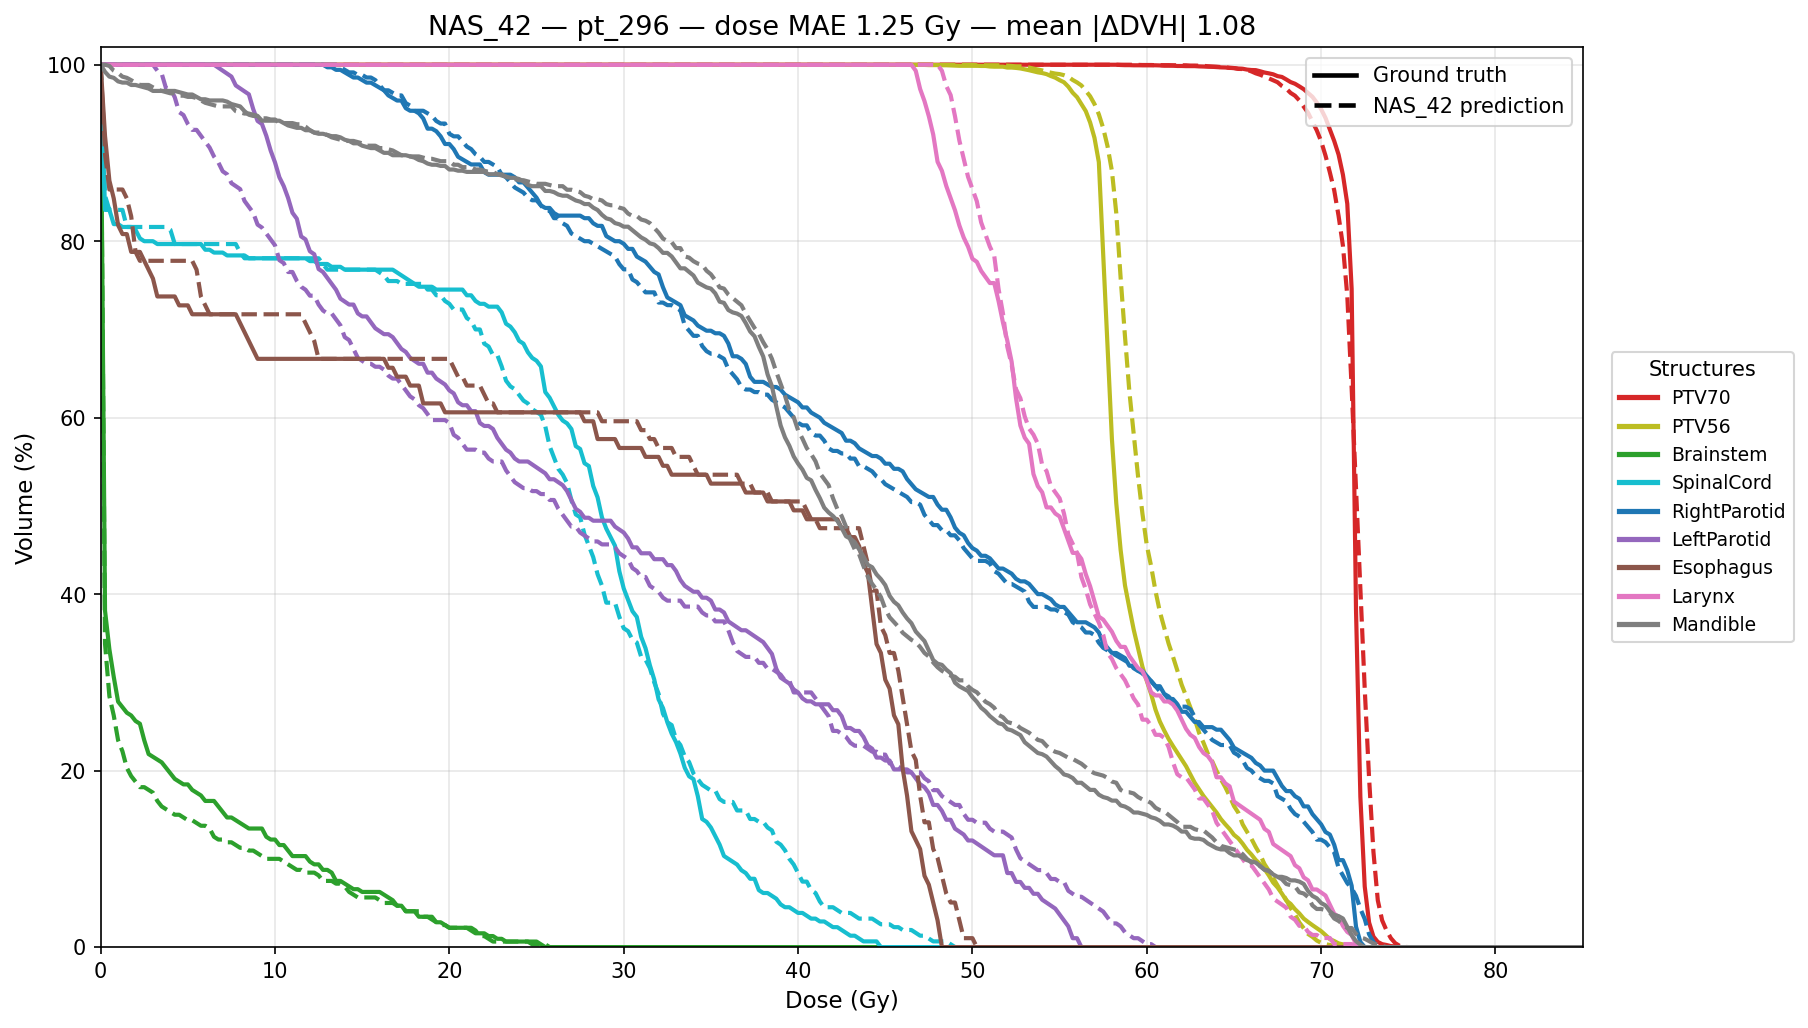 NAS_42 — pt_296 — dose MAE 1.25 Gy — mean |ΔDVH| 1.08
Ground truth
NAS_42 prediction
100
80
60
40
20
0
Volume (%)
0 10 20 30 40 50 60 70 80
Dose (Gy)
Structures
PTV70
PTV56
Brainstem
SpinalCord
RightParotid
LeftParotid
Esophagus
Larynx
Mandible